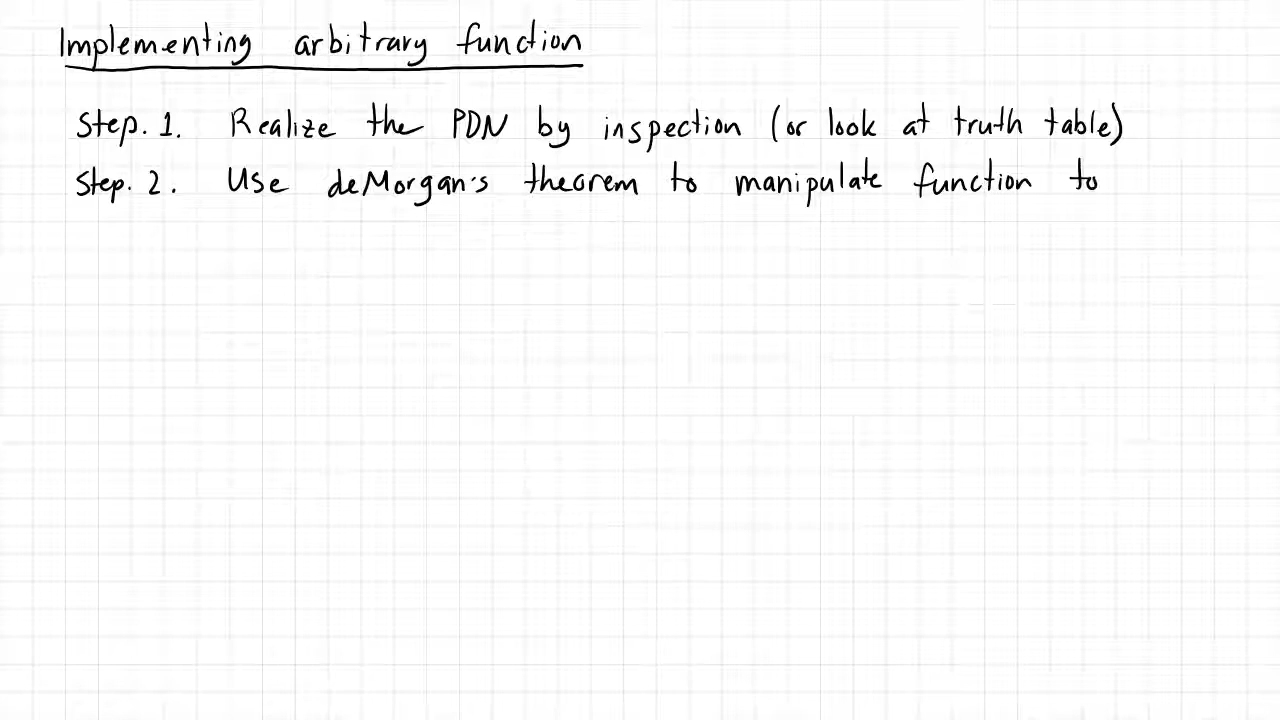 Implementing arbitrary function
Step. 1. Realize the PDN by inspection (or look at truth table)
Step. 2. Use deMorgan's theorem to manipulate function to